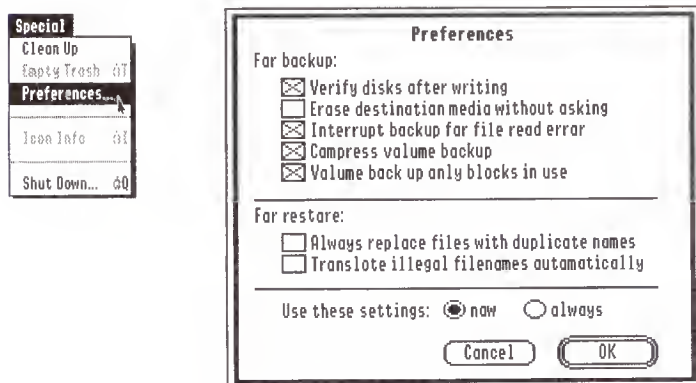 Special
Clean Up
Empty Trash ⌂T
Preferences...
Icon Info ⌂I
Shut Down... ⌂Q
Preferences
For backup:
Verify disks after writing
Erase destination media without asking
Interrupt backup for file read error
Compress volume backup
Volume back up only blocks in use
For restore:
Always replace files with duplicate names
Translate illegal filenames automatically
Use these settings: now always
Cancel OK